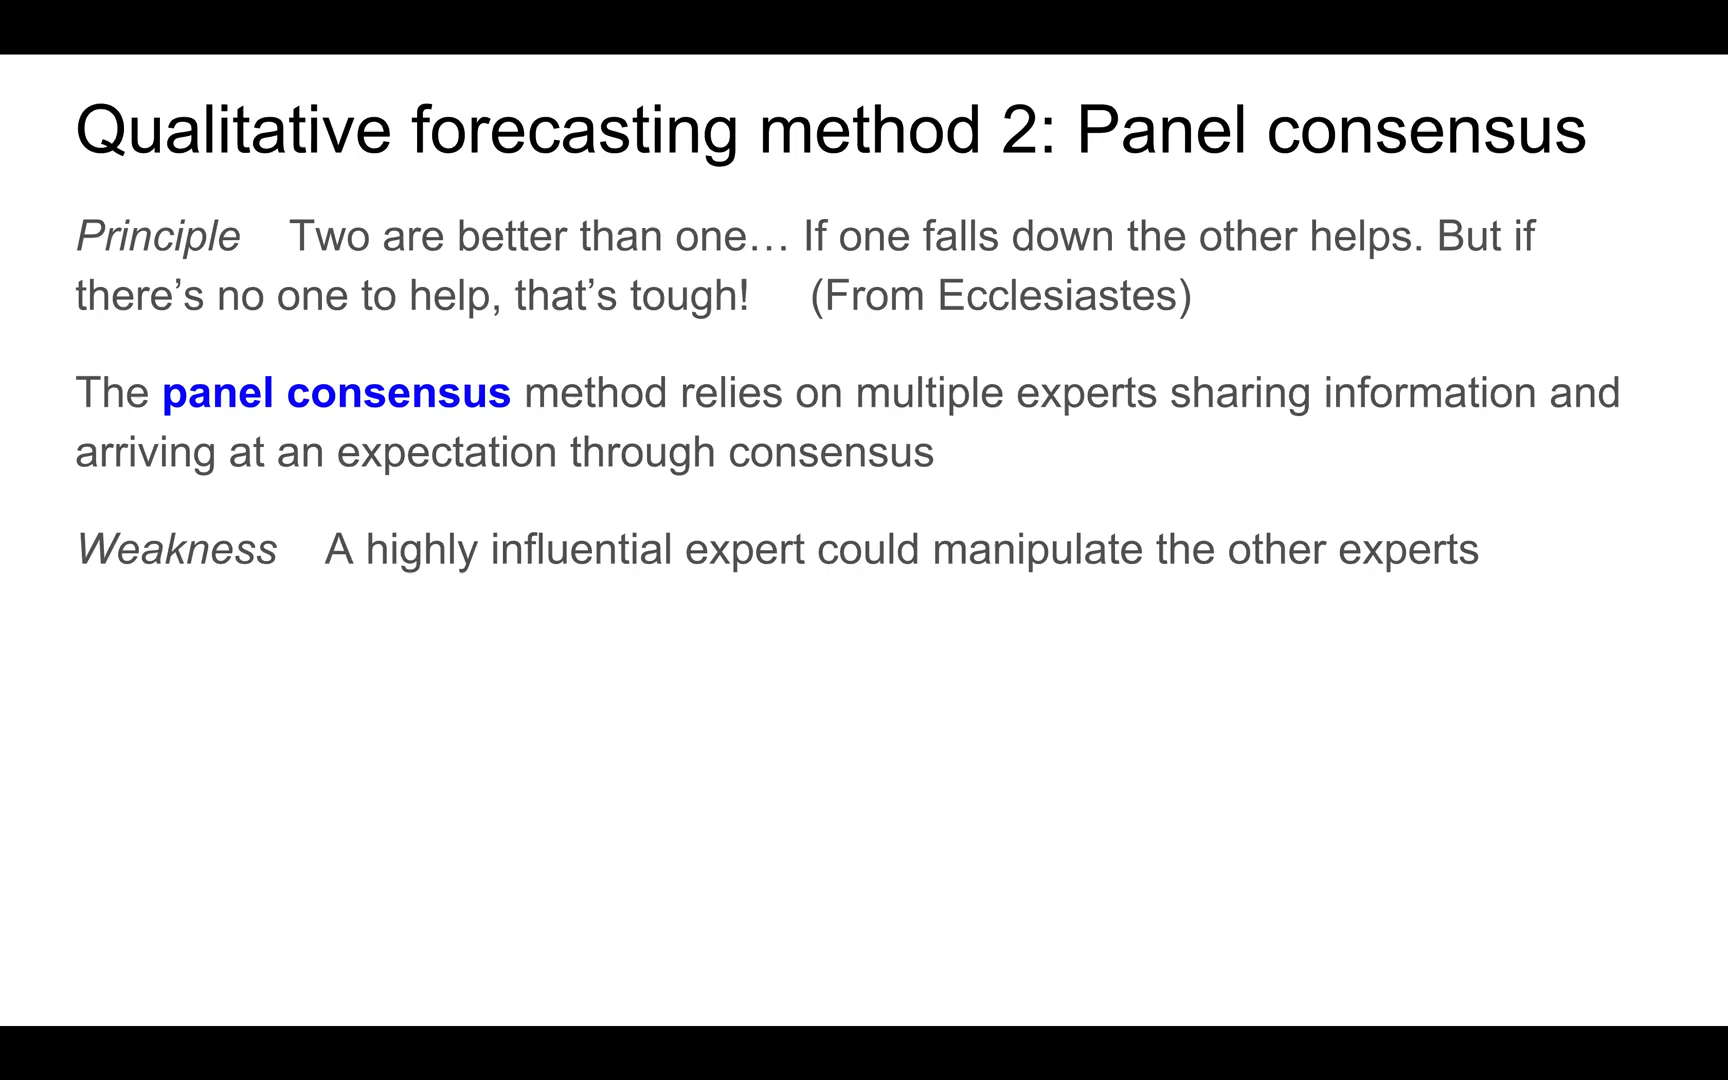 Qualitative forecasting method 2: Panel consensus
Principle Two are better than one… If one falls down the other helps. But if
there’s no one to help, that’s tough! (From Ecclesiastes)
The panel consensus method relies on multiple experts sharing information and
arriving at an expectation through consensus
Weakness A highly influential expert could manipulate the other experts